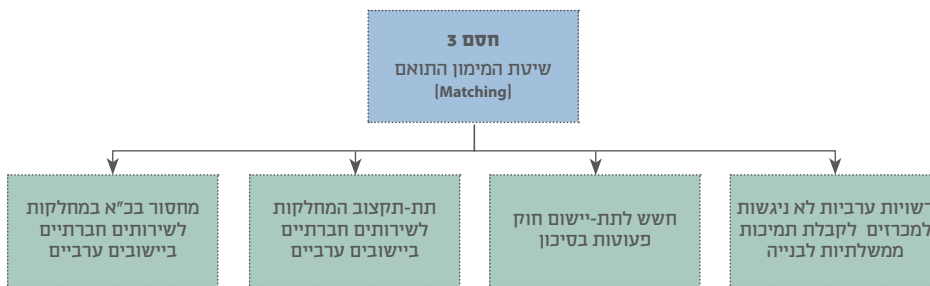 חסם 3
שיטת המימון התואם
(Matching)
רשויות ערביות לא ניגשות
למכרזים לקבלת תמיכות
ממשלתיות לבנייה
חשש לתת-יישום חוק
פעוטות בסיכון
תת-תקצוב המחלקות
לשירותים חברתיים
ביישובים ערביים
מחסור בכ"א במחלקות
לשירותים חברתיים
ביישובים ערביים